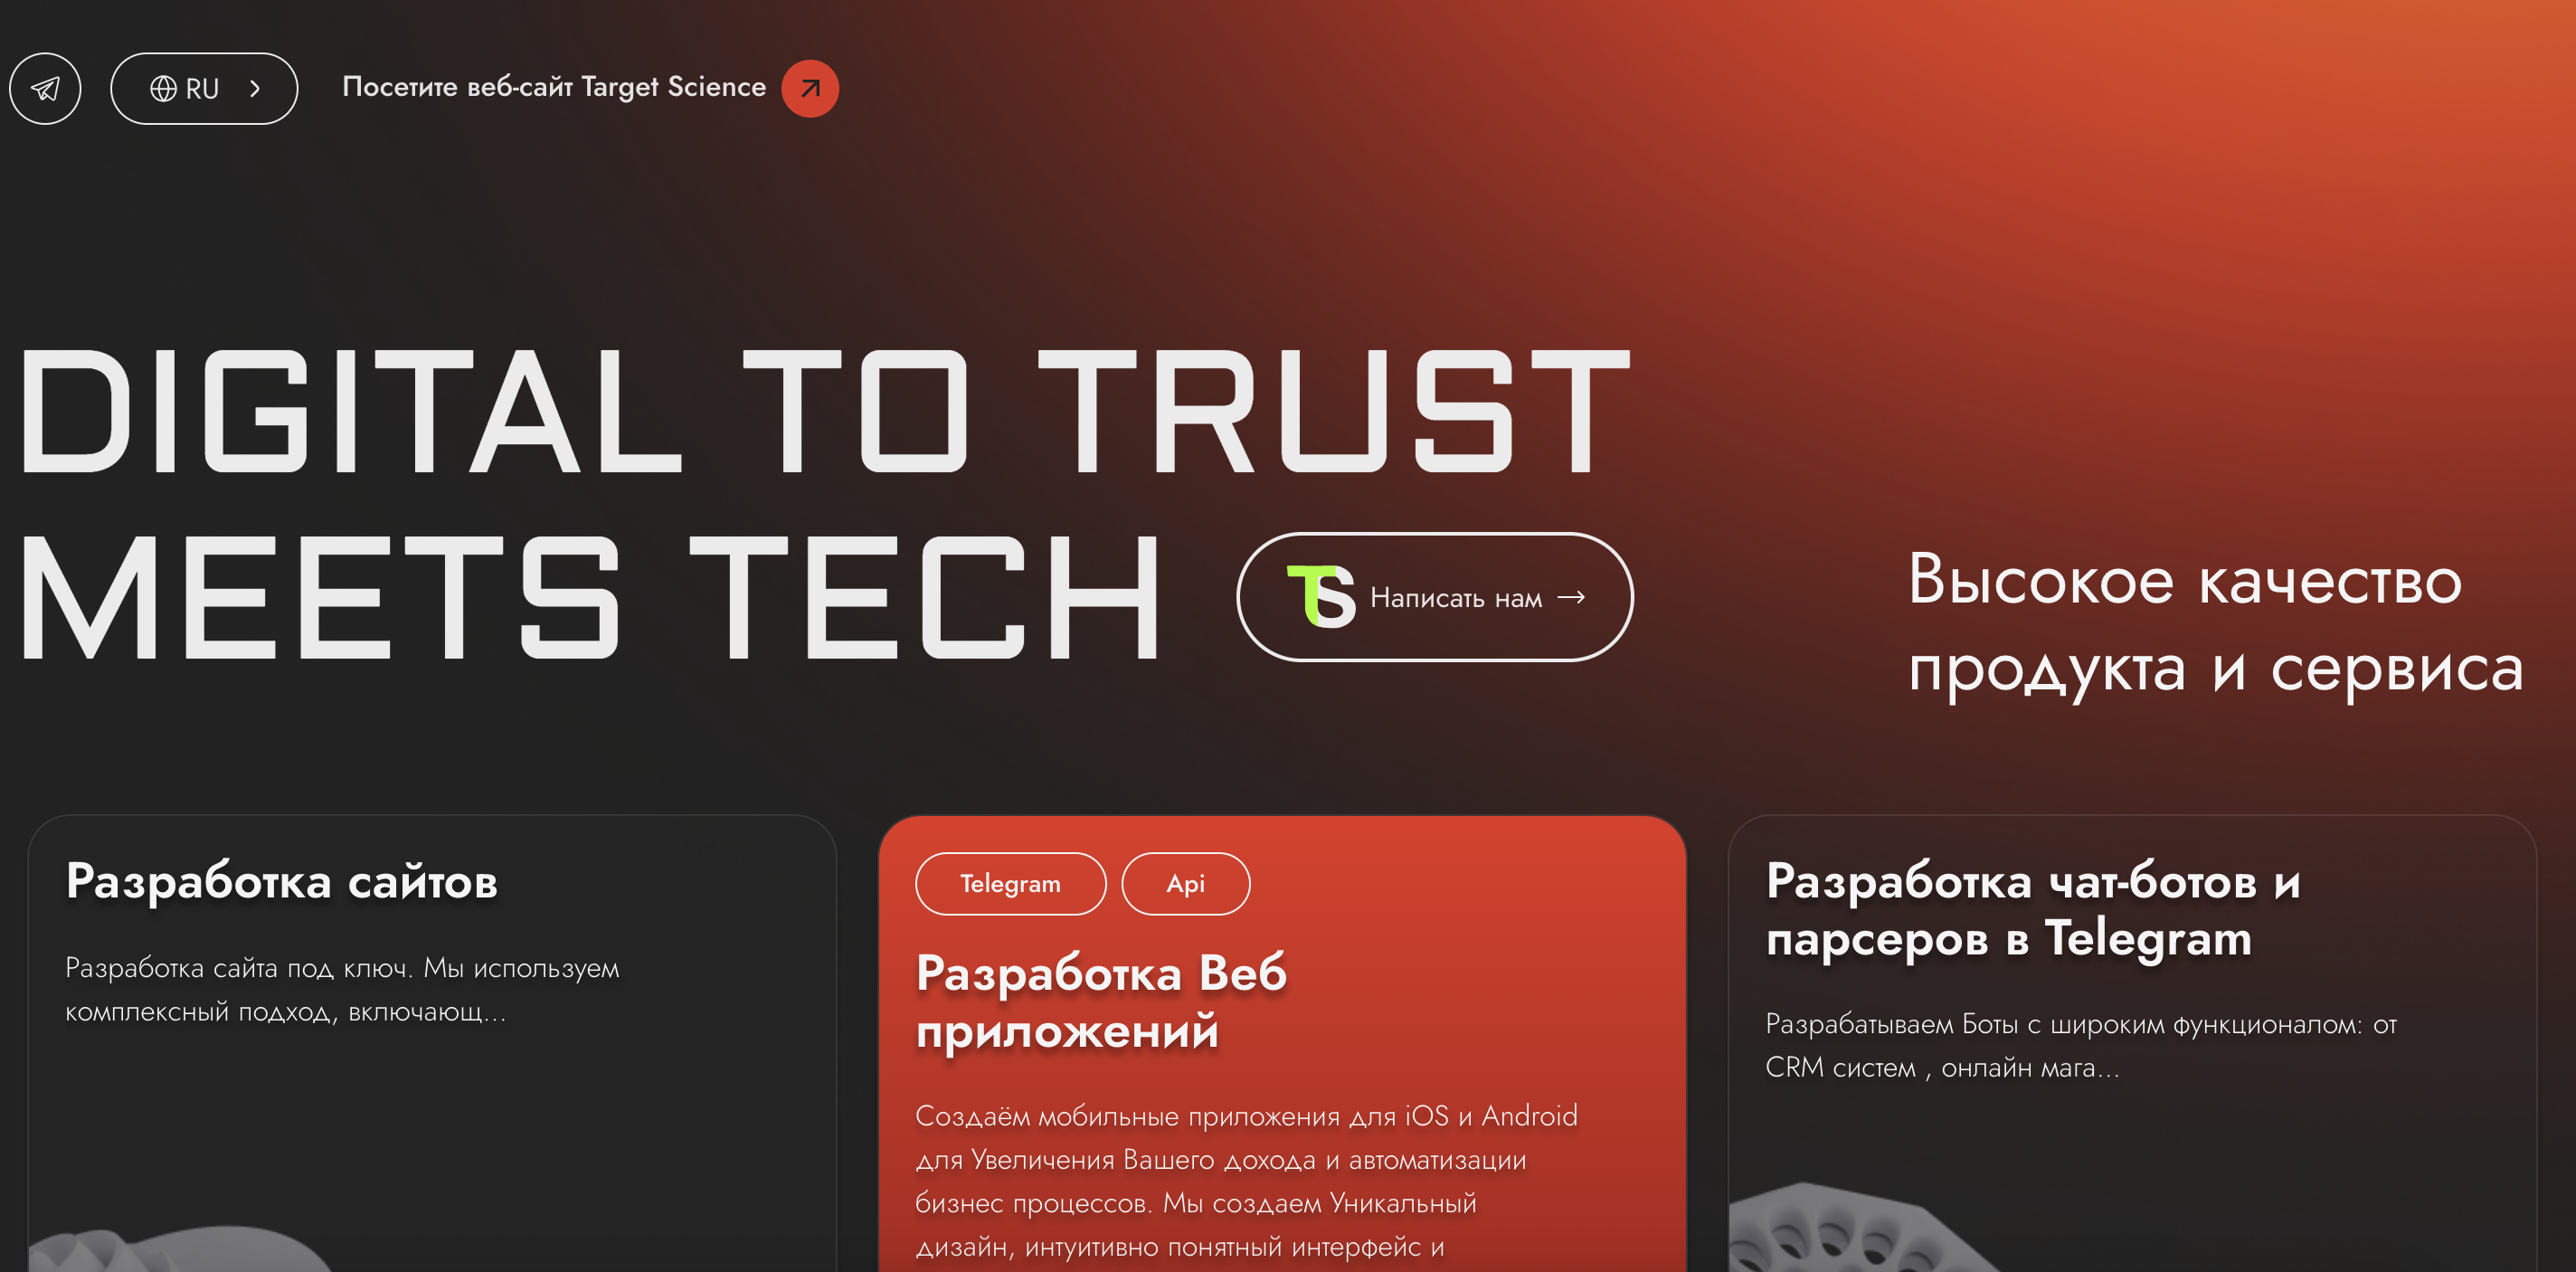 RU
Посетите веб-сайт Target Science
DIGITAL TO TRUST
MEETS TECH
TS Написать нам →
Высокое качество
продукта и сервиса
Разработка сайтов
Разработка сайта под ключ. Мы используем
комплексный подход, включающ...
Telegram
Api
Разработка Веб
приложений
Создаём мобильные приложения для iOS и Android
для Увеличения Вашего дохода и автоматизации
бизнес процессов. Мы создаем Уникальный
дизайн, интуитивно понятный интерфейс и
Разработка чат-ботов и
парсеров в Telegram
Разрабатываем Боты с широким функционалом: от
CRM систем , онлайн мага...